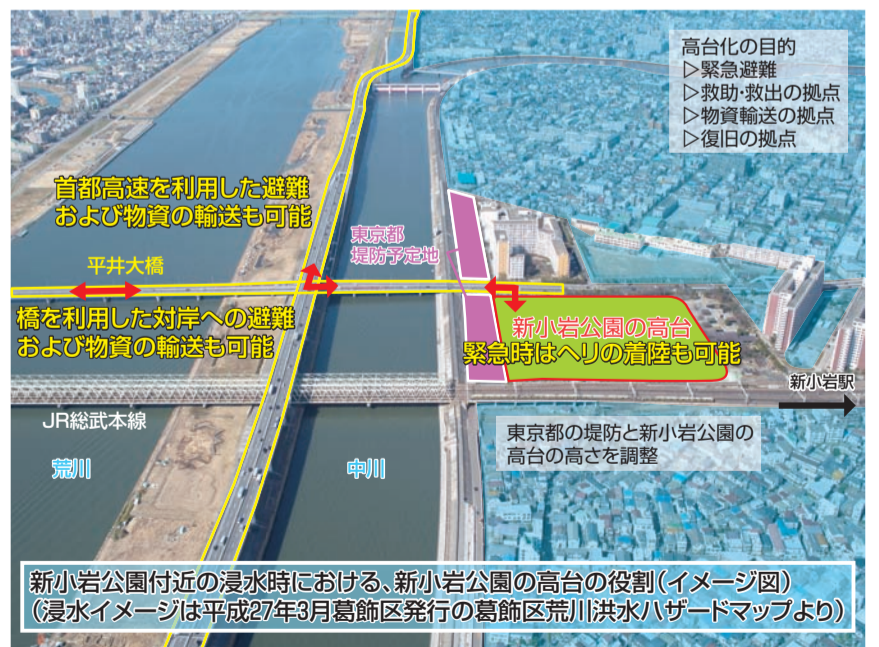 高台化の目的
▷緊急避難
▷救助・救出の拠点
▷物資輸送の拠点
▷復旧の拠点
首都高速を利用した避難
および物資の輸送も可能
東京都
堤防予定地
平井大橋
橋を利用した対岸への避難
および物資の輸送も可能
新小岩公園の高台
緊急時はヘリの着陸も可能
新小岩駅
JR総武本線
東京都の堤防と新小岩公園の
高台の高さを調整
荒川
中川
新小岩公園付近の浸水時における、新小岩公園の高台の役割(イメージ図)
(浸水イメージは平成27年3月葛飾区発行の葛飾区荒川洪水ハザードマップより)